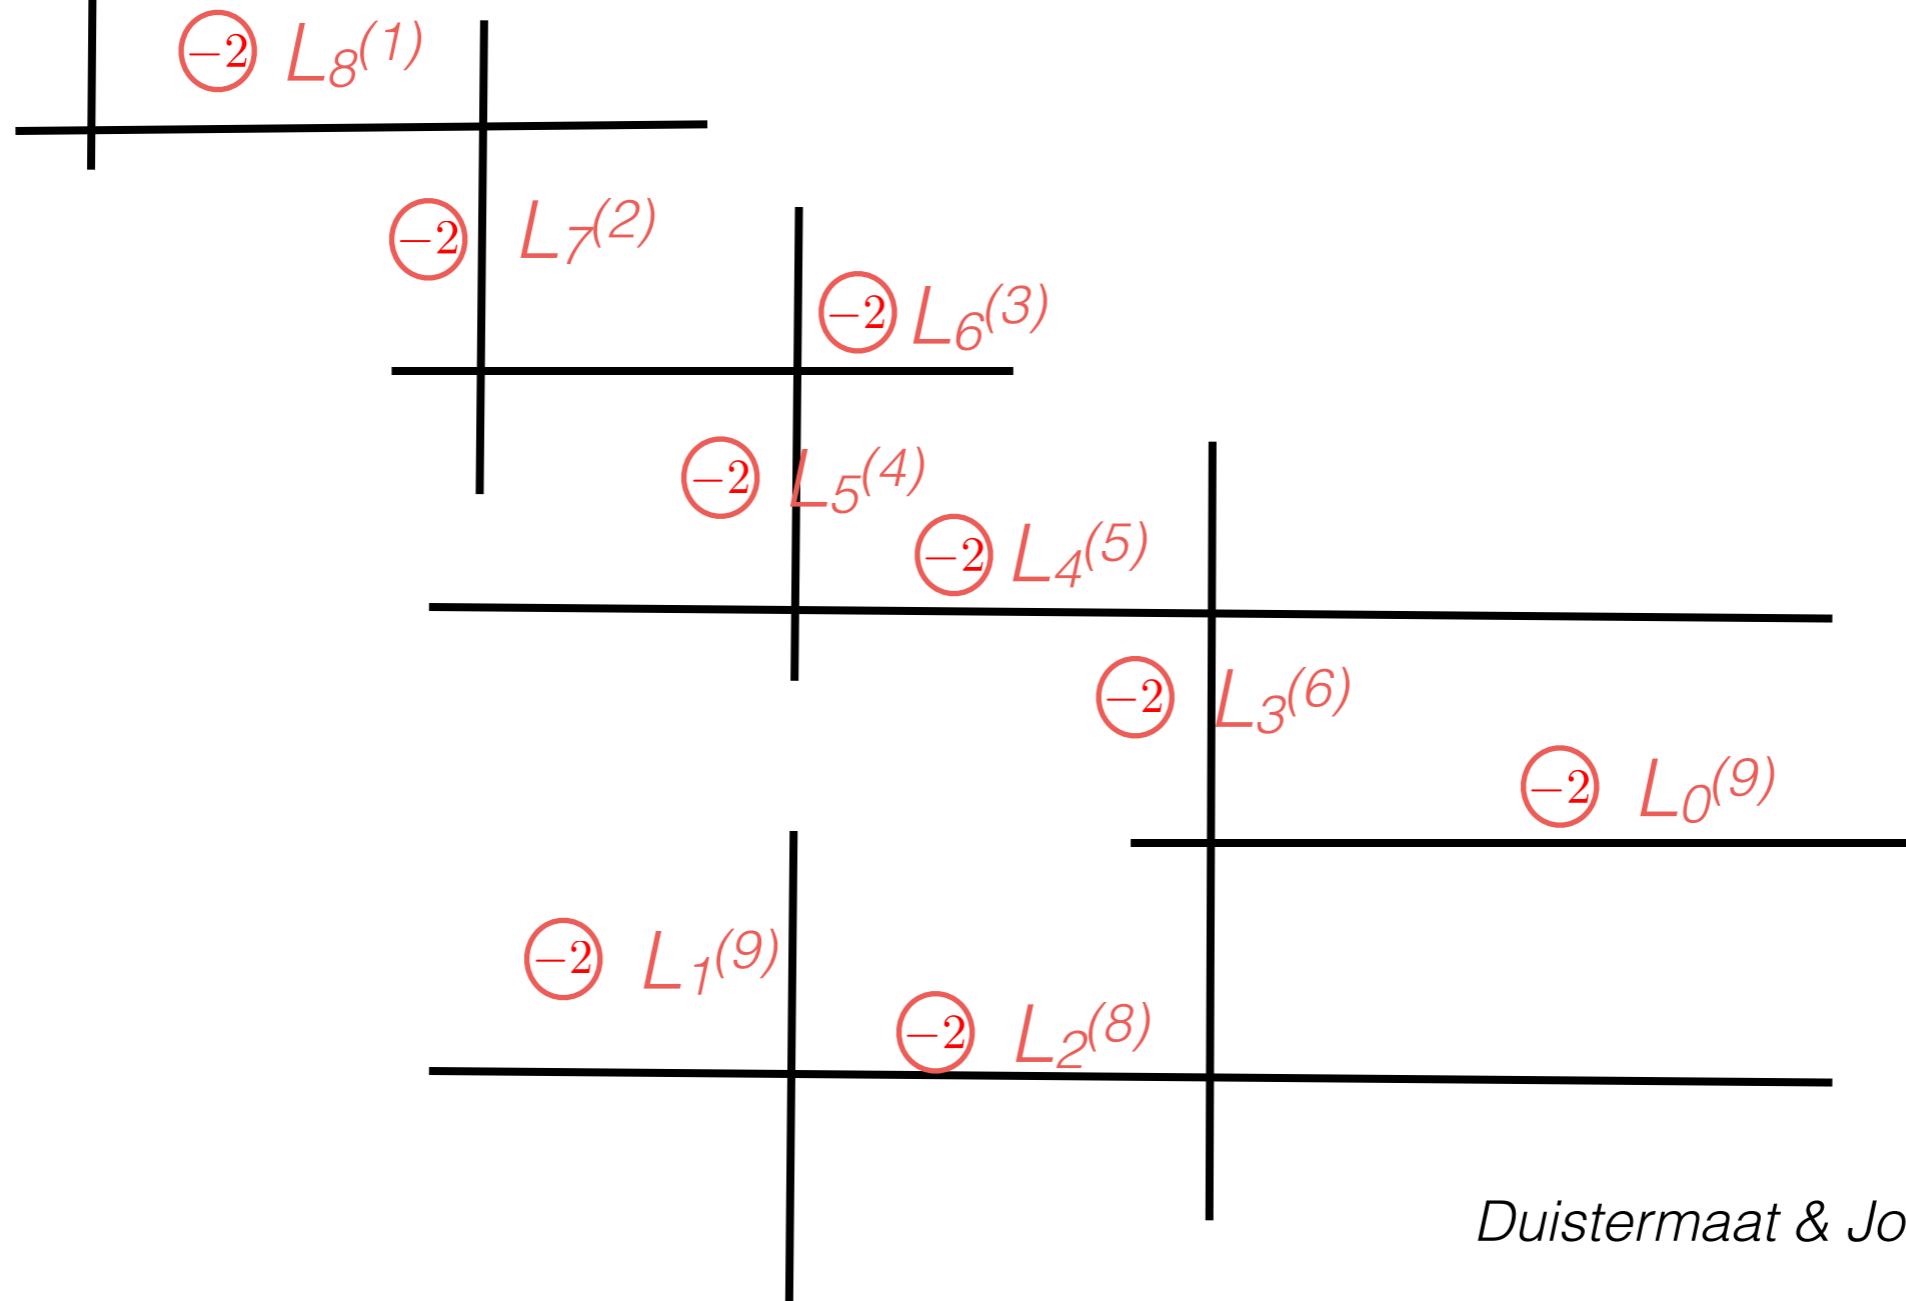 −2 L₈⁽¹⁾
−2 L₇⁽²⁾
−2 L₆⁽³⁾
−2 L₅⁽⁴⁾
−2 L₄⁽⁵⁾
−2 L₃⁽⁶⁾
−2 L₀⁽⁹⁾
−2 L₁⁽⁹⁾
−2 L₂⁽⁸⁾
Duistermaat & Jo